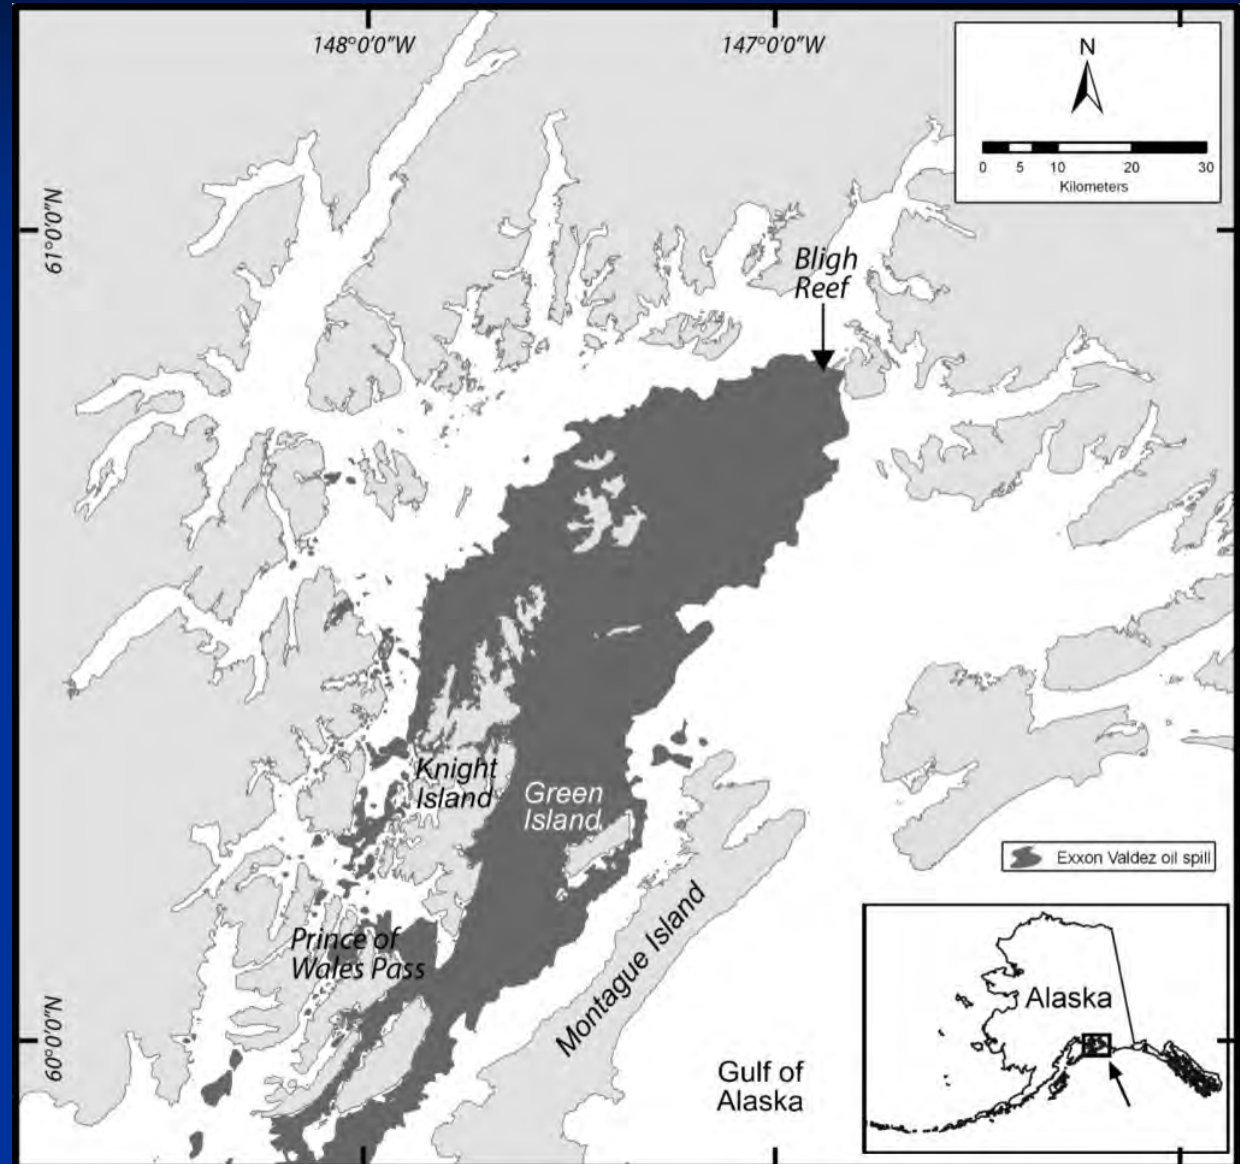 148°0'0"W
147°0'0"W
N
0 5 10 20 30
Kilometers
61°0'0"N
Bligh
Reef
Knight
Island
Green
Island
Exxon Valdez oil spill
Prince of
Wales Pass
Montague Island
Alaska
60°0'0"N
Gulf of
Alaska